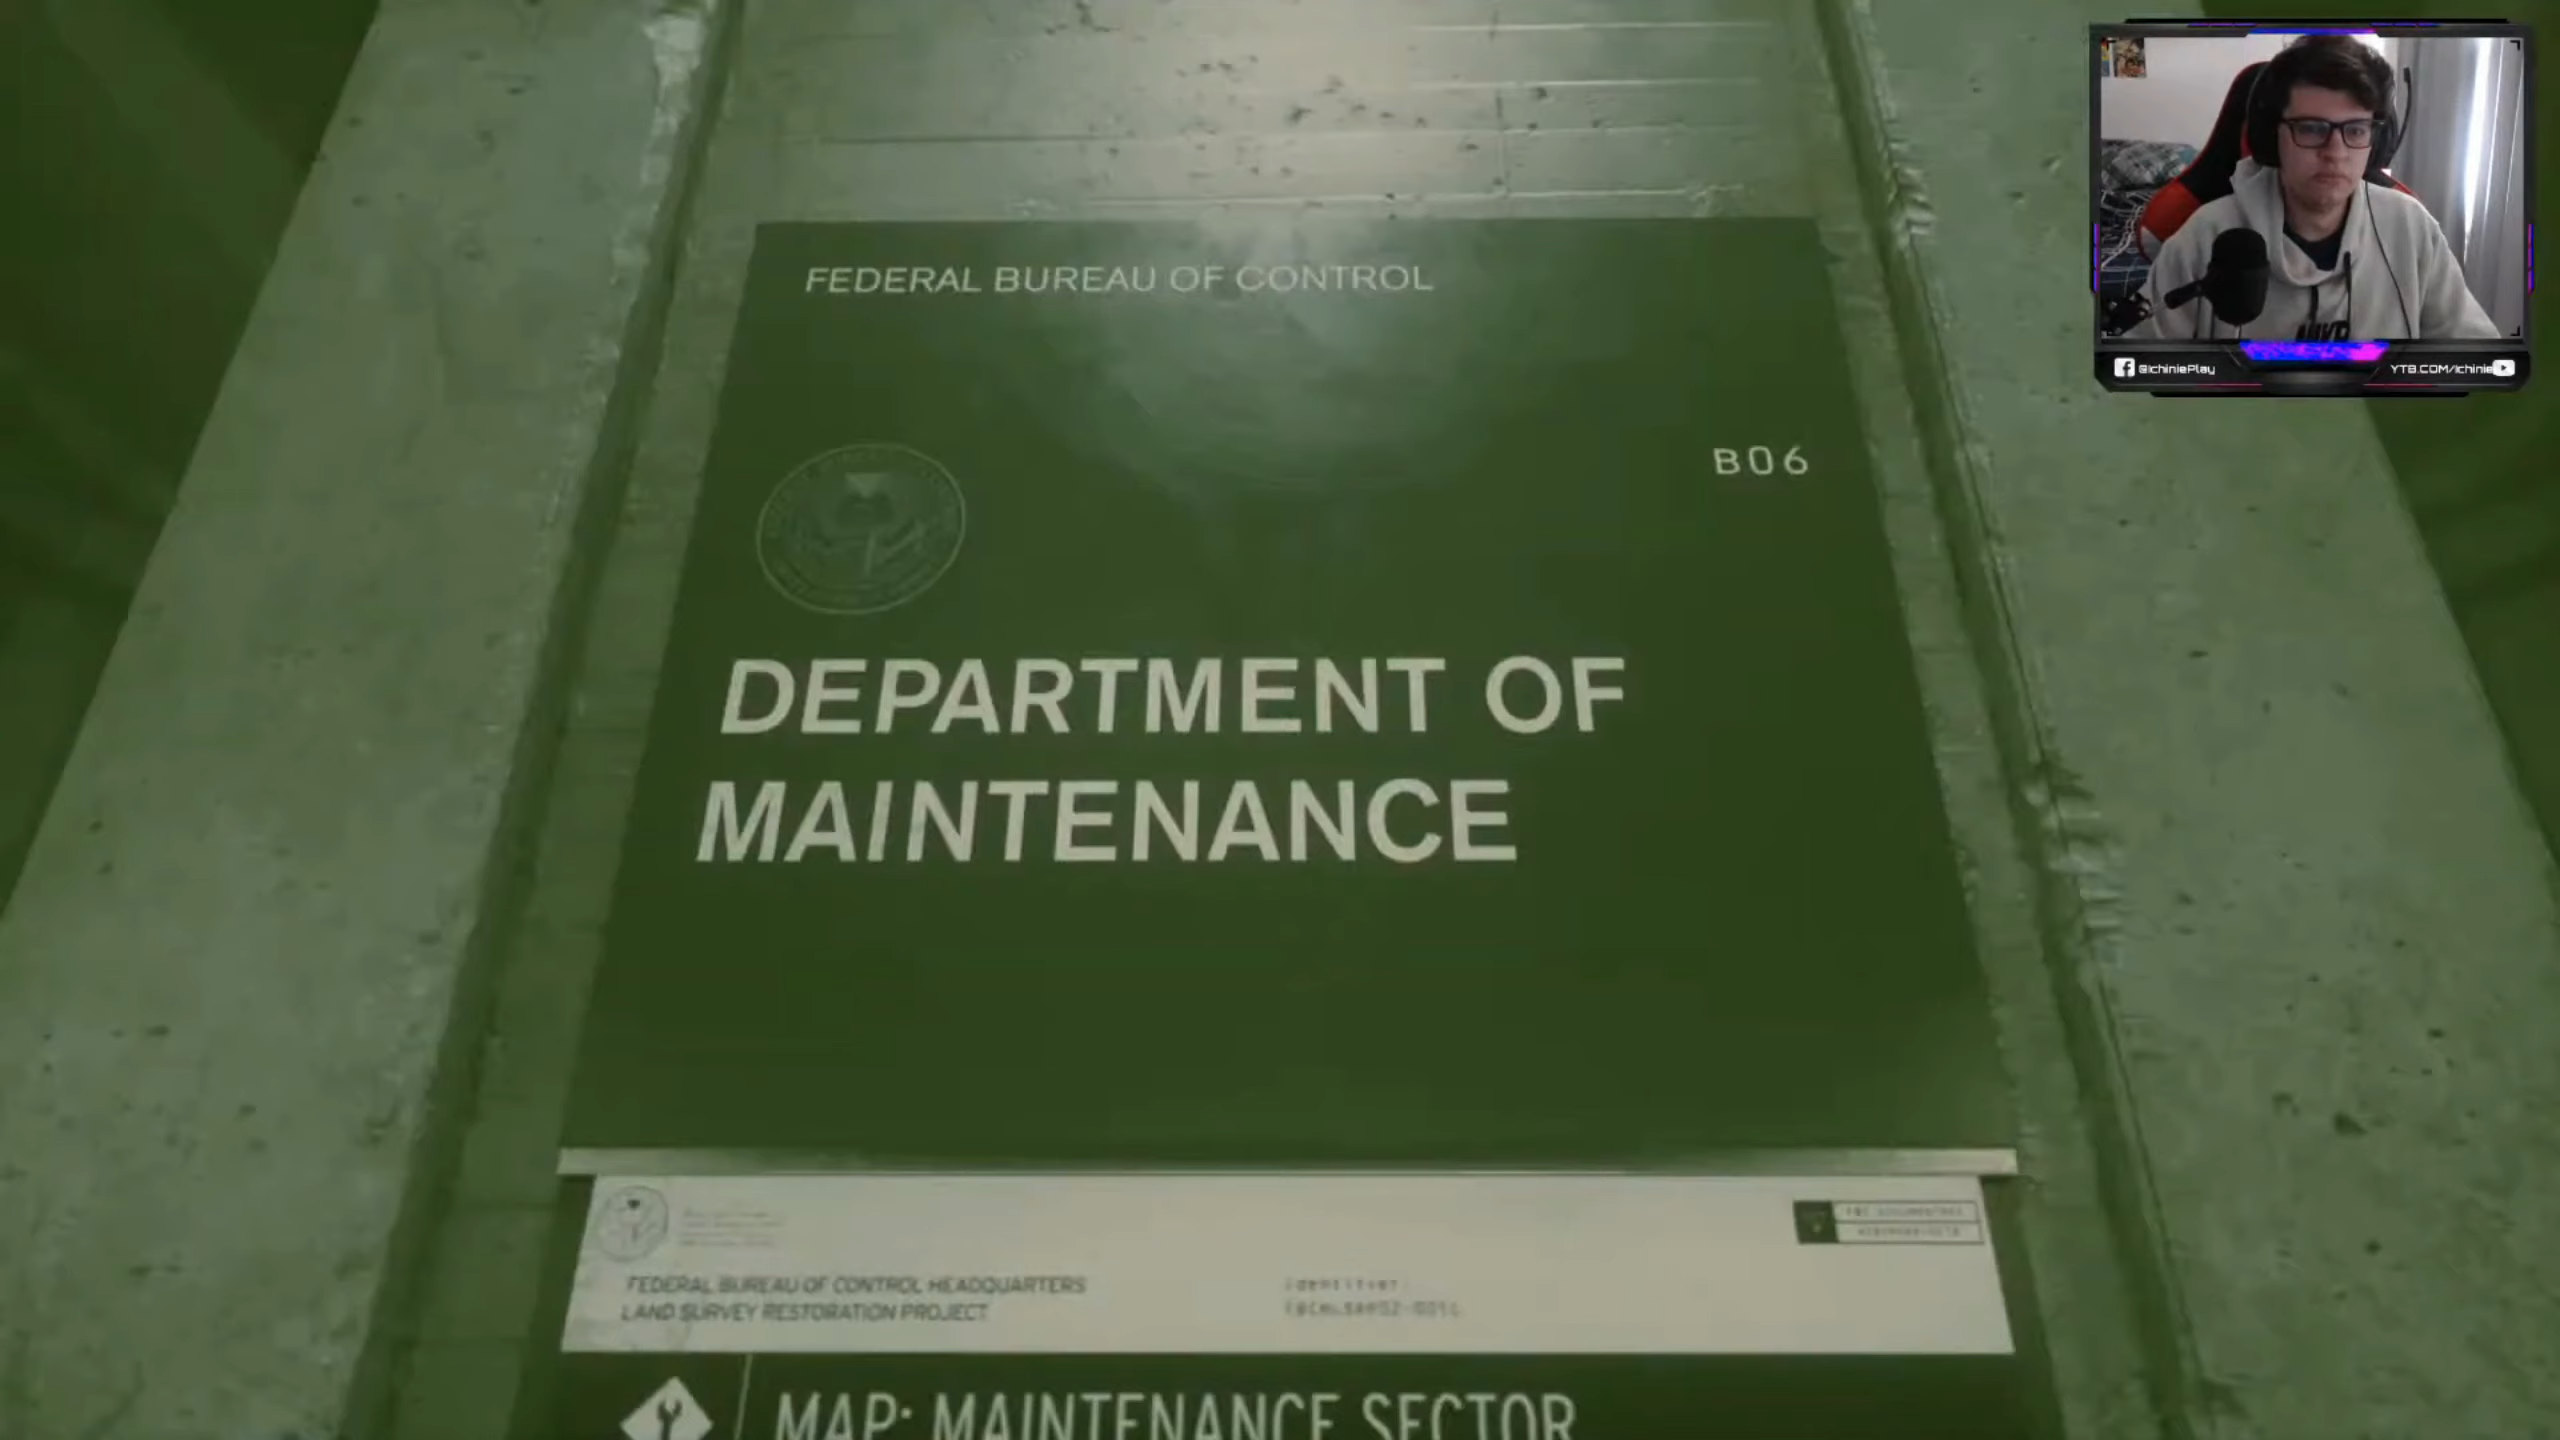 FEDERAL BUREAU OF CONTROL
B06
DEPARTMENT OF
MAINTENANCE
FEDERAL BUREAU OF CONTROL HEADQUARTERS
LAND SURVEY RESTORATION PROJECT
MAP: MAINTENANCE SECTOR
@IchiniePlay
YTB.COM/Ichinie